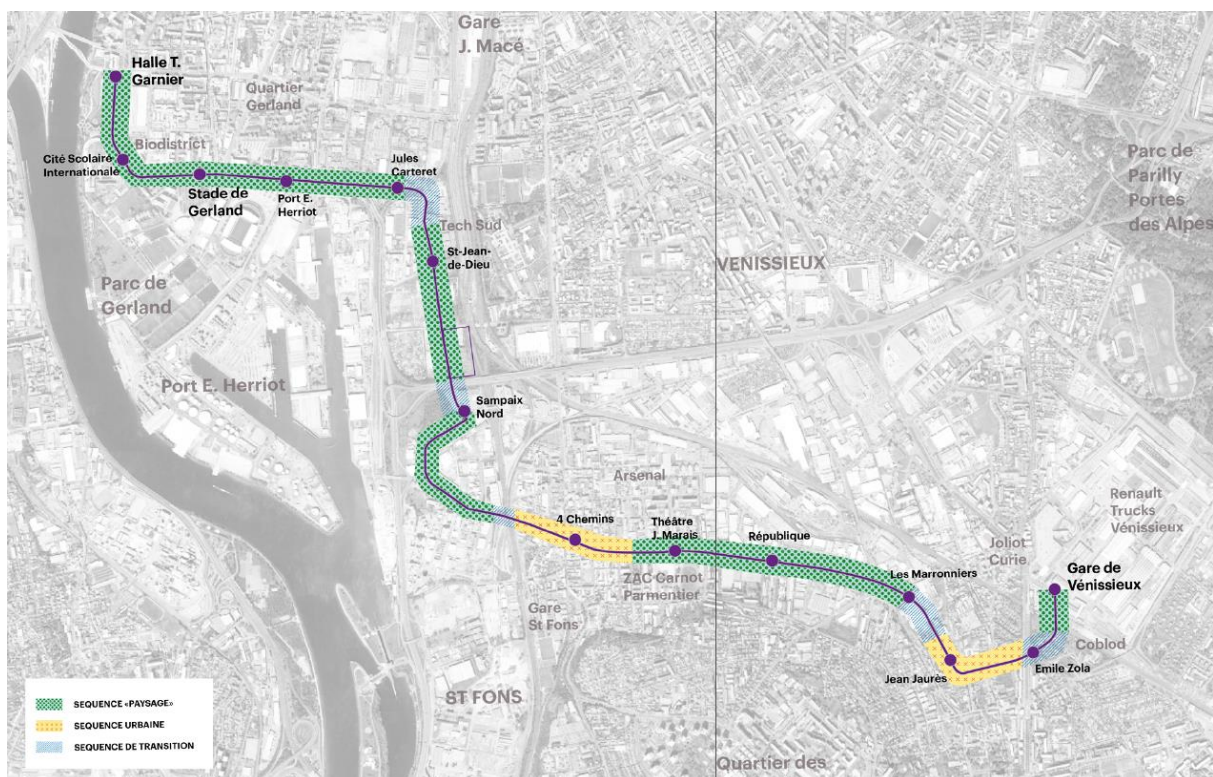 Gare
J. Macé
Halle T.
Garnier
Quartier
Gerland
Biodistrict
Cité Scolaire
Internationale
Jules
Carteret
Stade de
Gerland
Port E.
Herriot
Parc de
Parilly
Portes
des Alpes
Tech Sud
St-Jean-
de-Dieu
VENISSIEUX
Parc de
Gerland
Port E. Herriot
Sampaix
Nord
Arsenal
Renault
Trucks
Vénissieux
4 Chemins
Théâtre
J. Marais
République
Joliot
Curie
Les Marronniers
Gare de
Vénissieux
ZAC Carnot
Parmentier
Gare
St Fons
Coblod
Emile Zola
Jean Jaurès
ST FONS
SEQUENCE «PAYSAGE»
SEQUENCE URBAINE
SEQUENCE DE TRANSITION
Quartier des